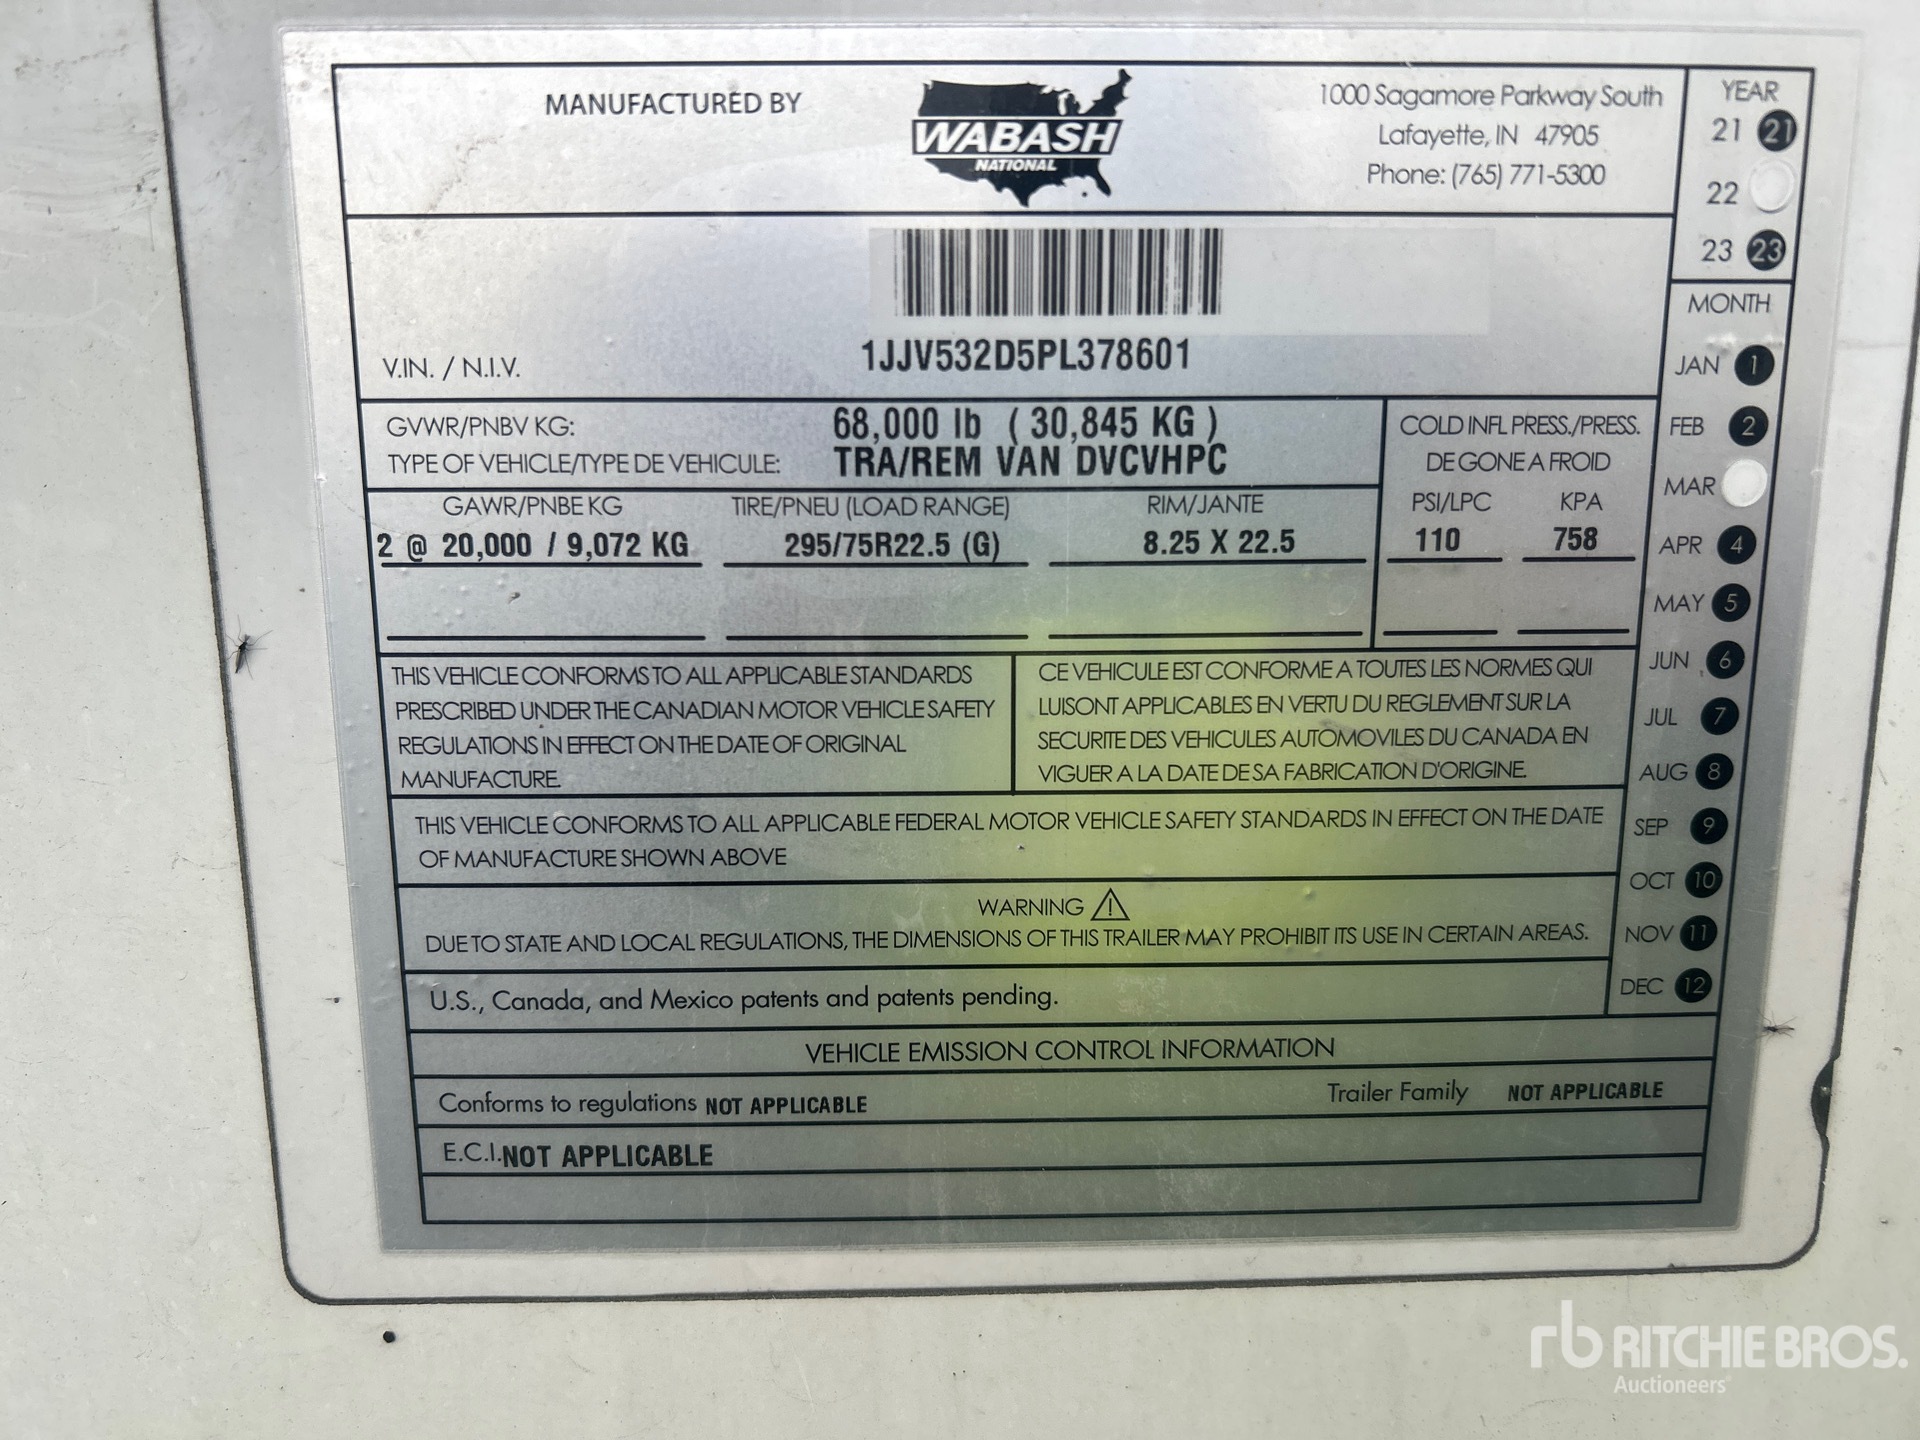 MANUFACTURED BY
WABASH
NATIONAL
1000 Sagamore Parkway South
Lafayette, IN 47905
Phone: (765) 771-5300
YEAR
21 21
22
23 23
V.IN. / N.I.V.
1JJV532D5PL378601
GVWR/PNBV KG: 68,000 lb ( 30,845 KG )
TYPE OF VEHICLE/TYPE DE VEHICULE: TRA/REM VAN DVCVHPC
COLD INFL PRESS./PRESS.
DE GONE A FROID
GAWR/PNBE KG TIRE/PNEU (LOAD RANGE) RIM/JANTE PSI/LPC KPA
2 @ 20,000 / 9,072 KG 295/75R22.5 (G) 8.25 X 22.5 110 758
MONTH
JAN 1
FEB 2
MAR
APR 4
MAY 5
JUN 6
JUL 7
AUG 8
SEP 9
OCT 10
NOV 11
DEC 12
THIS VEHICLE CONFORMS TO ALL APPLICABLE STANDARDS
PRESCRIBED UNDER THE CANADIAN MOTOR VEHICLE SAFETY
REGULATIONS IN EFFECT ON THE DATE OF ORIGINAL
MANUFACTURE.
CE VEHICULE EST CONFORME A TOUTES LES NORMES QUI
LUISONT APPLICABLES EN VERTU DU REGLEMENT SUR LA
SECURITE DES VEHICULES AUTOMOVILES DU CANADA EN
VIGUER A LA DATE DE SA FABRICATION D'ORIGINE.
THIS VEHICLE CONFORMS TO ALL APPLICABLE FEDERAL MOTOR VEHICLE SAFETY STANDARDS IN EFFECT ON THE DATE
OF MANUFACTURE SHOWN ABOVE
WARNING
DUE TO STATE AND LOCAL REGULATIONS, THE DIMENSIONS OF THIS TRAILER MAY PROHIBIT ITS USE IN CERTAIN AREAS.
U.S., Canada, and Mexico patents and patents pending.
VEHICLE EMISSION CONTROL INFORMATION
Conforms to regulations NOT APPLICABLE Trailer Family NOT APPLICABLE
E.C.I. NOT APPLICABLE
rb RITCHIE BROS.
Auctioneers